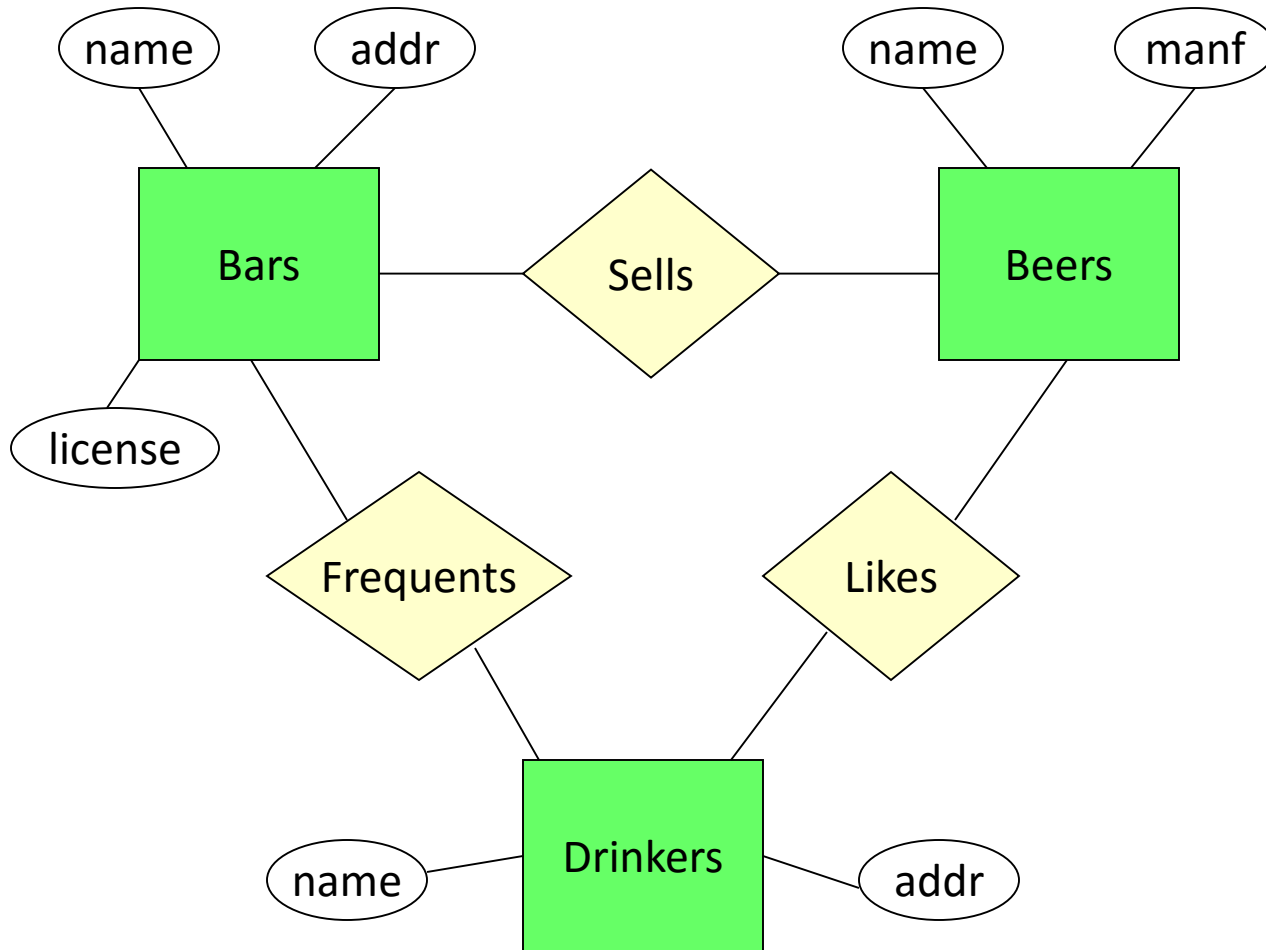 name
addr
name
manf
Bars
Sells
Beers
license
Frequents
Likes
Drinkers
name
addr